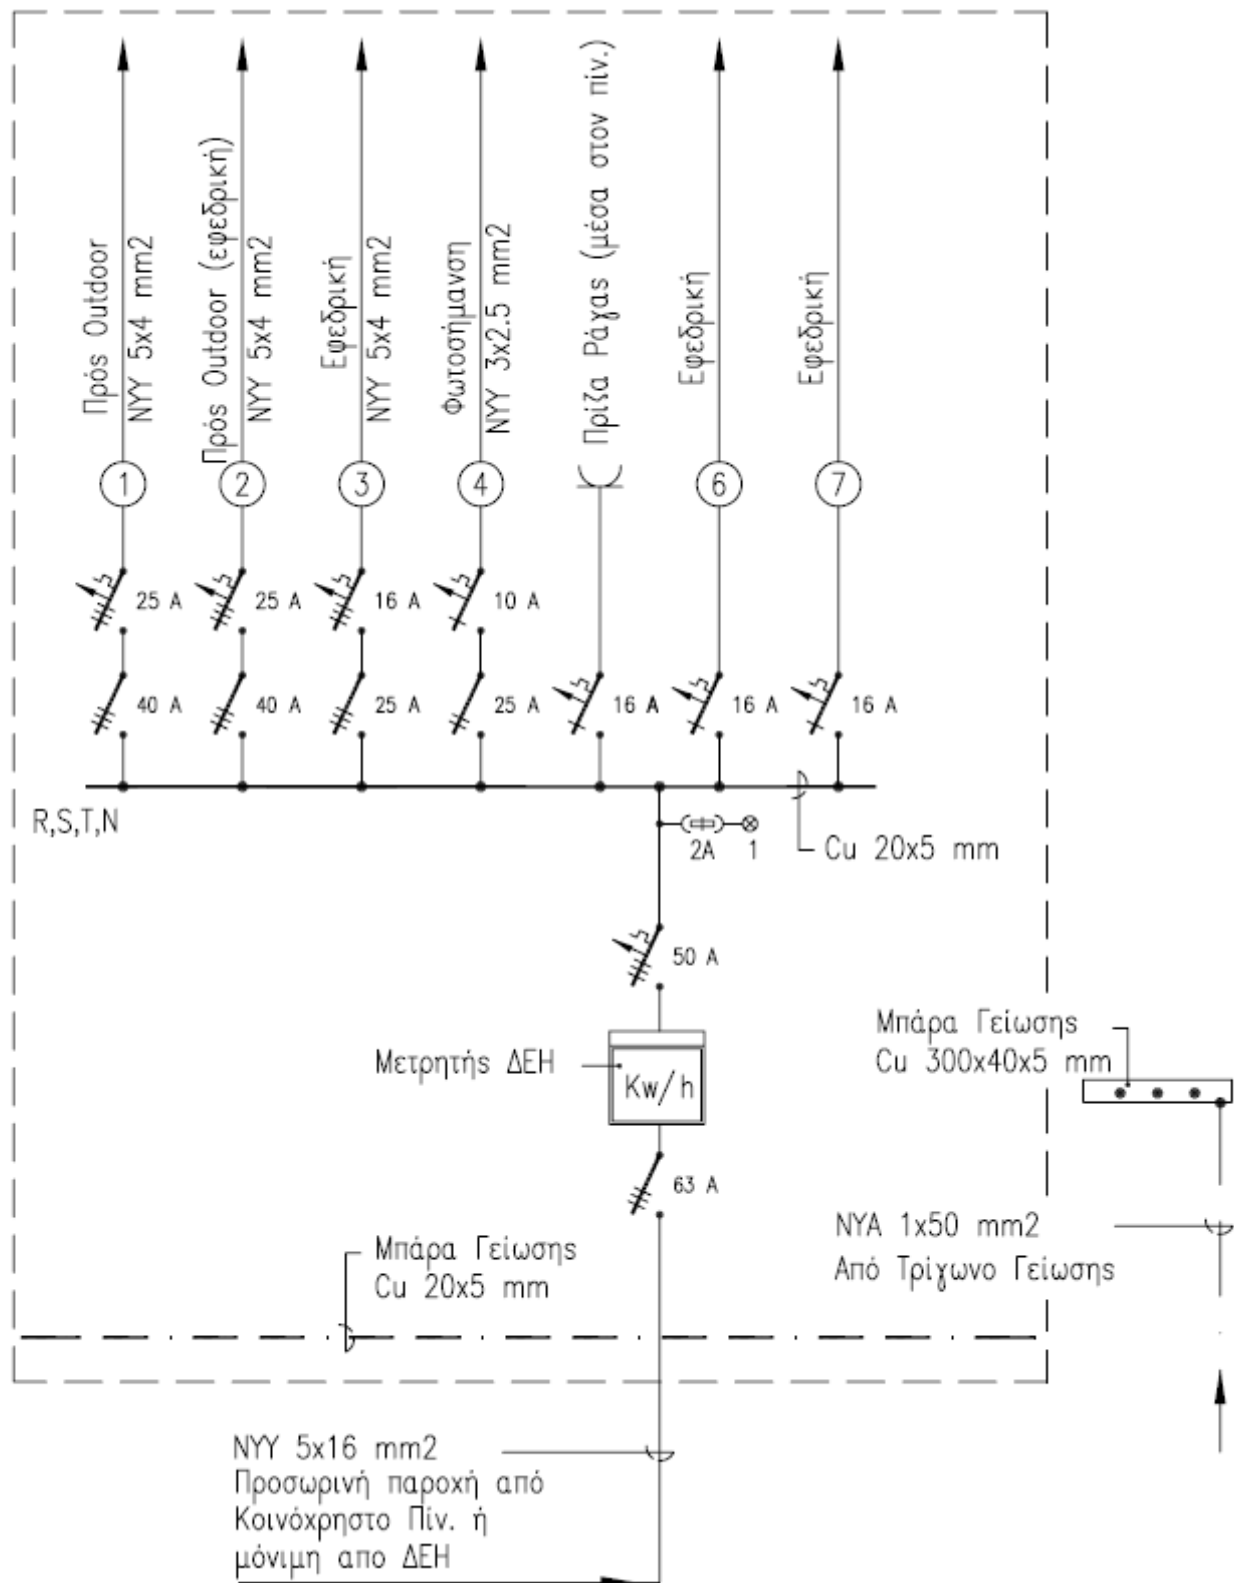 Πρός Outdoor
NYY 5x4 mm2
Πρός Outdoor (εφεδρική)
NYY 5x4 mm2
Εφεδρική
NYY 5x4 mm2
Φωτοσήμανση
NYY 3x2.5 mm2
Πρίζα Ράγας (μέσα στον πίν.)
Εφεδρική
Εφεδρική
1
2
3
4
6
7
25 A
25 A
16 A
10 A
40 A
40 A
25 A
25 A
16 A
16 A
16 A
R,S,T,N
2A
1
Cu 20x5 mm
50 A
Μετρητής ΔΕΗ
Kw/h
Μπάρα Γείωσης
Cu 300x40x5 mm
63 A
NYA 1x50 mm2
Από Τρίγωνο Γείωσης
Μπάρα Γείωσης
Cu 20x5 mm
NYY 5x16 mm2
Προσωρινή παροχή από
Κοινόχρηστο Πίν. ή
μόνιμη απο ΔΕΗ